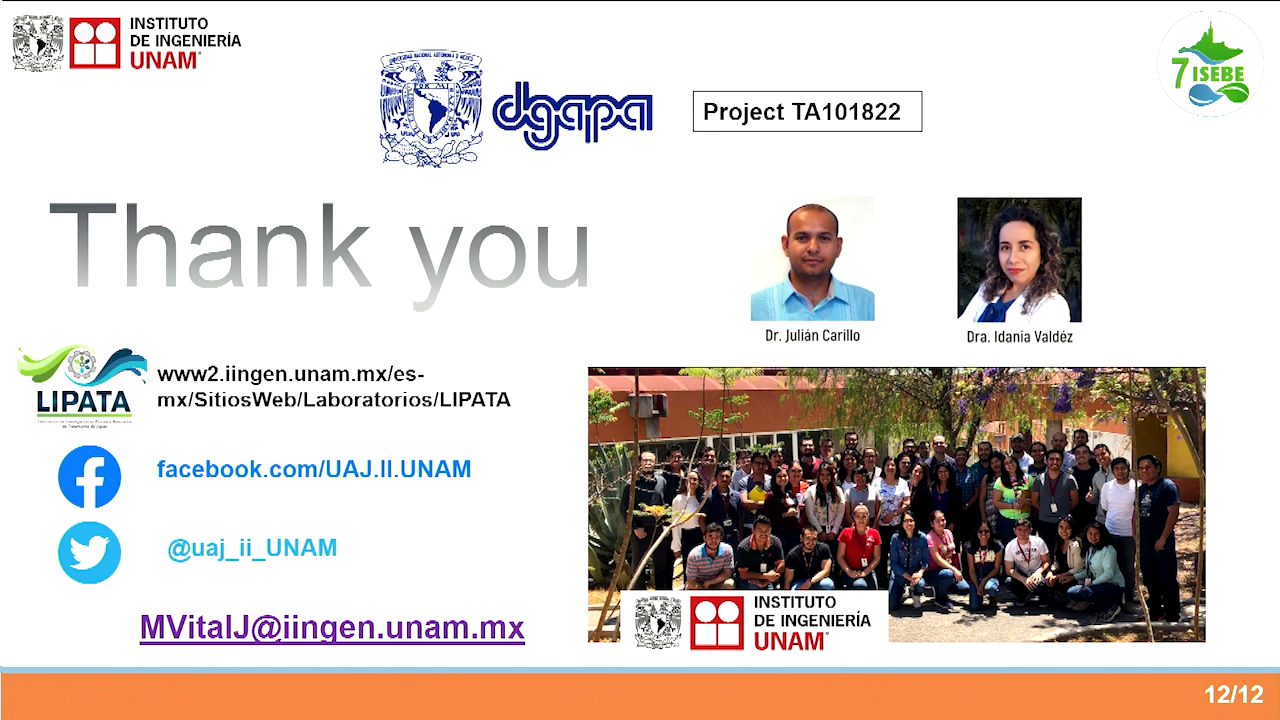 INSTITUTO
DE INGENIERÍA
UNAM
dgapa
Project TA101822
7 ISEBE
Thank you
Dr. Julián Carillo
Dra. Idania Valdéz
LIPATA
www2.iingen.unam.mx/es-
mx/SitiosWeb/Laboratorios/LIPATA
facebook.com/UAJ.II.UNAM
@uaj_ii_UNAM
MVitalJ@iingen.unam.mx
INSTITUTO
DE INGENIERÍA
UNAM
12/12